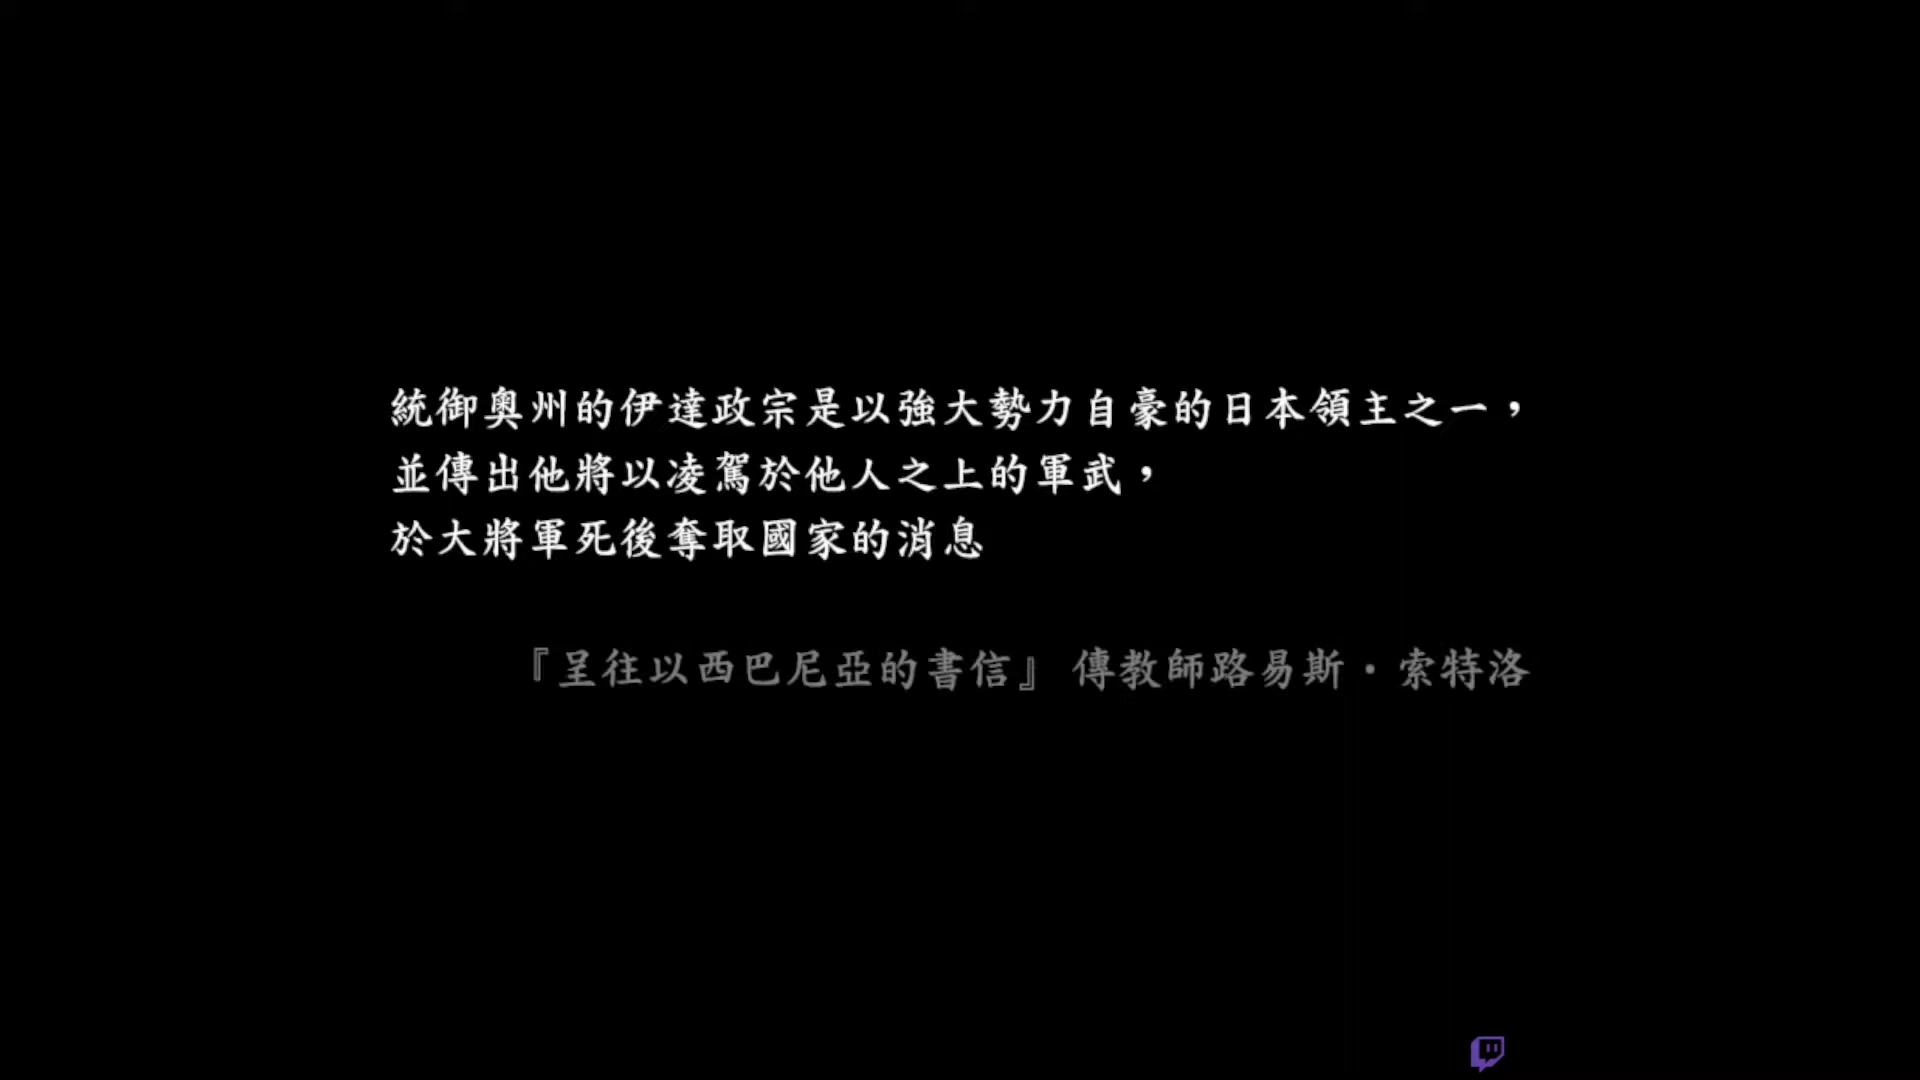 統御奧州的伊達政宗是以強大勢力自豪的日本領主之一，
並傳出他將以凌駕於他人之上的軍武，
於大將軍死後奪取國家的消息
『呈往以西巴尼亞的書信』 傳教師路易斯・索特洛